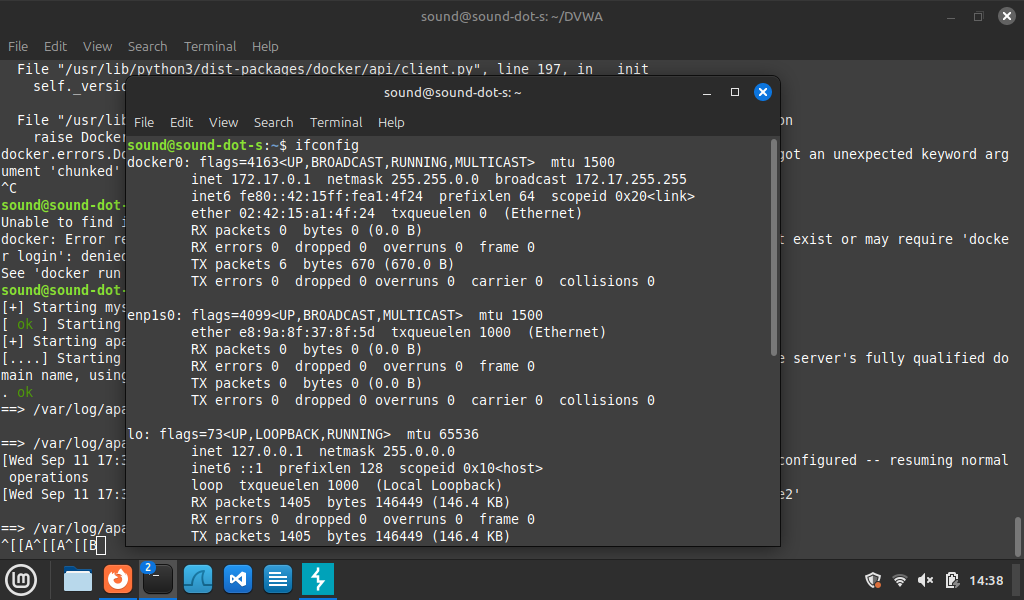 sound@sound-dot-s: ~/DVWA
File Edit View Search Terminal Help
File "/usr/lib/python3/dist-packages/docker/api/client.py", line 197, in __init__
self._versio
File "/usr/lib
on
raise Docker
docker.errors.Do
got an unexpected keyword arg
ument 'chunked'
^C
sound@sound-dot-
Unable to find i
docker: Error re
t exist or may require 'docke
r login': denied
See 'docker run
sound@sound-dot-
[+] Starting mys
[ ok ] Starting
[+] Starting apa
[....] Starting
e server's fully qualified do
main name, using
. ok
==> /var/log/apa
==> /var/log/apa
[Wed Sep 11 17:3
configured -- resuming normal
operations
[Wed Sep 11 17:3
e2'
==> /var/log/apa
^[[A^[[A^[[B
sound@sound-dot-s: ~
File Edit View Search Terminal Help
sound@sound-dot-s:~$ ifconfig
docker0: flags=4163<UP,BROADCAST,RUNNING,MULTICAST>  mtu 1500
inet 172.17.0.1  netmask 255.255.0.0  broadcast 172.17.255.255
inet6 fe80::42:15ff:fea1:4f24  prefixlen 64  scopeid 0x20<link>
ether 02:42:15:a1:4f:24  txqueuelen 0  (Ethernet)
RX packets 0  bytes 0 (0.0 B)
RX errors 0  dropped 0  overruns 0  frame 0
TX packets 6  bytes 670 (670.0 B)
TX errors 0  dropped 0 overruns 0  carrier 0  collisions 0
enp1s0: flags=4099<UP,BROADCAST,MULTICAST>  mtu 1500
ether e8:9a:8f:37:8f:5d  txqueuelen 1000  (Ethernet)
RX packets 0  bytes 0 (0.0 B)
RX errors 0  dropped 0  overruns 0  frame 0
TX packets 0  bytes 0 (0.0 B)
TX errors 0  dropped 0 overruns 0  carrier 0  collisions 0
lo: flags=73<UP,LOOPBACK,RUNNING>  mtu 65536
inet 127.0.0.1  netmask 255.0.0.0
inet6 ::1  prefixlen 128  scopeid 0x10<host>
loop  txqueuelen 1000  (Local Loopback)
RX packets 1405  bytes 146449 (146.4 KB)
RX errors 0  dropped 0  overruns 0  frame 0
TX packets 1405  bytes 146449 (146.4 KB)
2
14:38